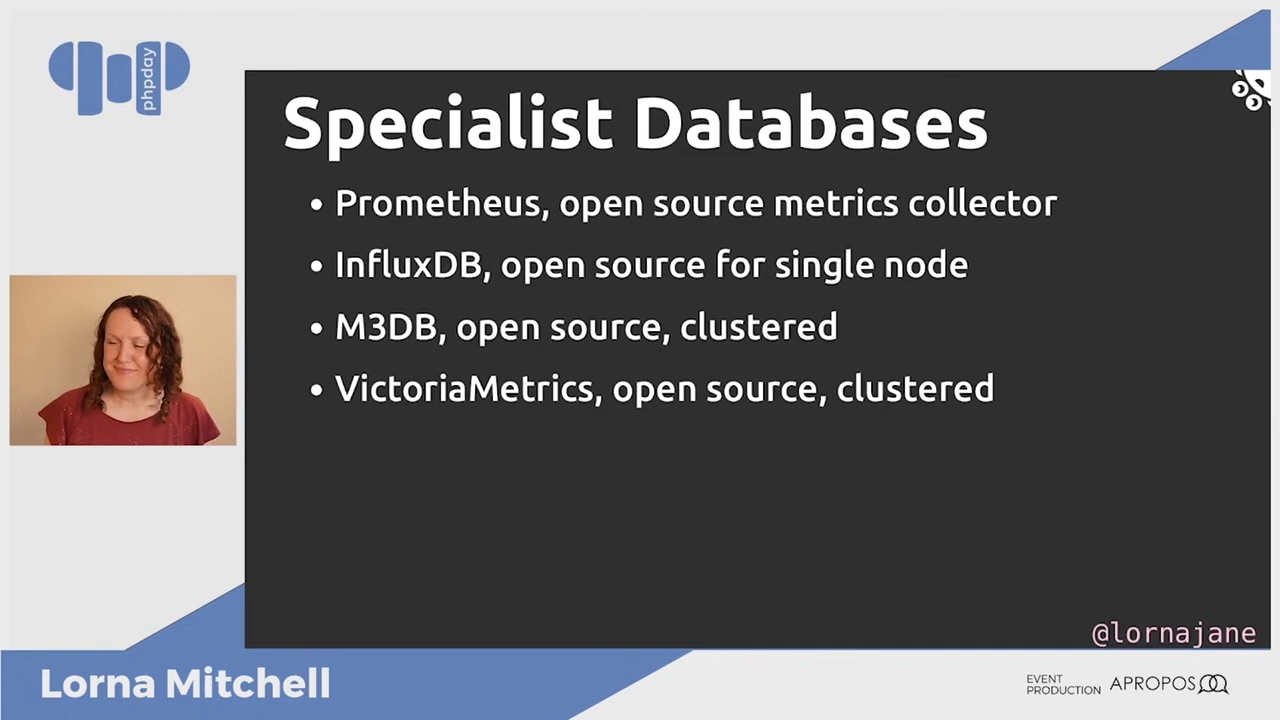 phpday
Specialist Databases
• Prometheus, open source metrics collector
• InfluxDB, open source for single node
• M3DB, open source, clustered
• VictoriaMetrics, open source, clustered
@lornajane
Lorna Mitchell
EVENT
PRODUCTION
APROPOS